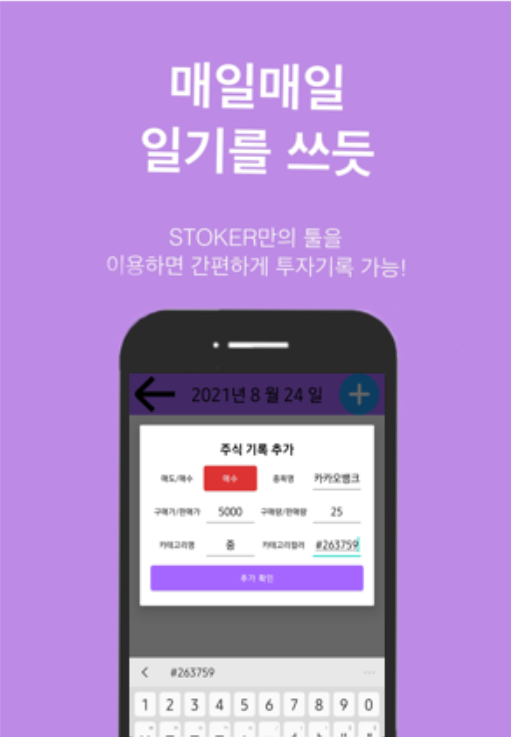 매일매일
일기를 쓰듯
STOKER만의 툴을
이용하면 간편하게 투자기록 가능!
2021년 8 월 24 일
주식 기록 추가
매도/매수 매수 종목명 카카오뱅크
구매가/판매가 5000 구매량/판매량 25
카테고리명 줌 카테고리컬러 #263759
추가 확인
#263759
1 2 3 4 5 6 7 8 9 0